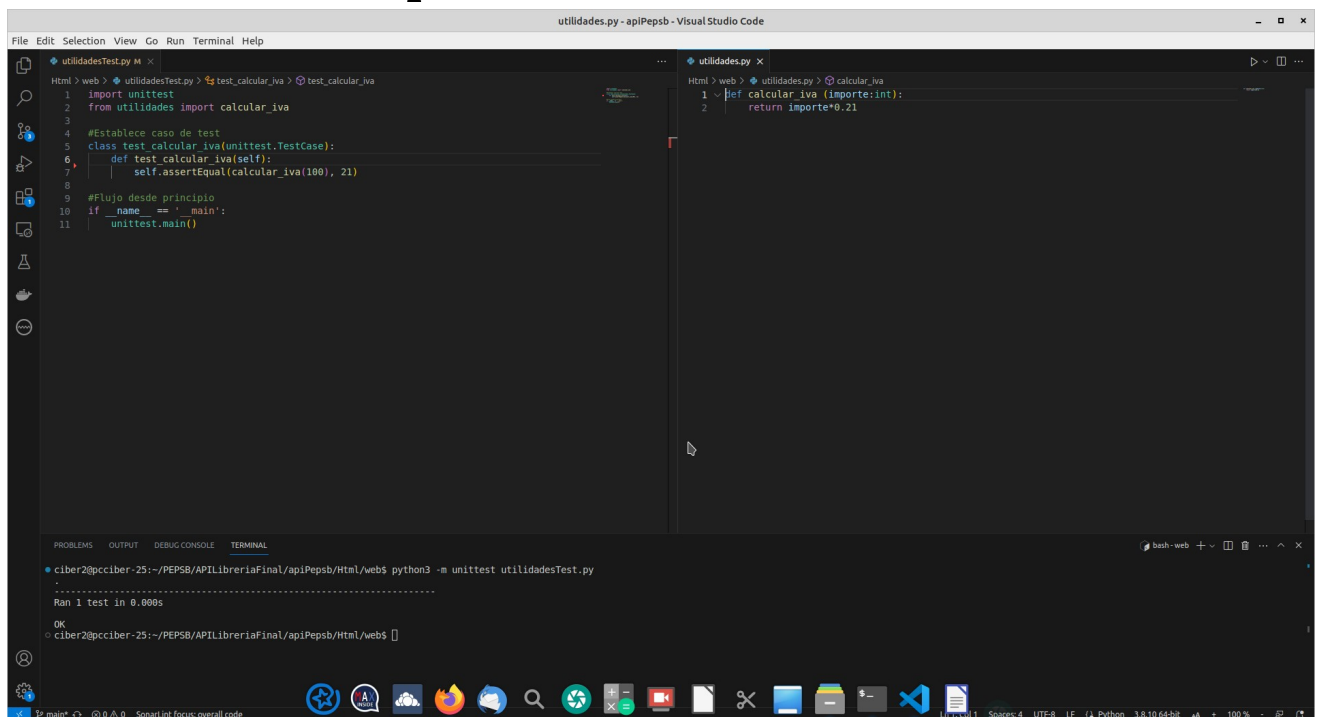 utilidades.py - apiPepsb - Visual Studio Code
File Edit Selection View Go Run Terminal Help
utilidadesTest.py M
Html > web > utilidadesTest.py > test_calcular_iva > test_calcular_iva
1 import unittest
2 from utilidades import calcular_iva
3
4 #Establece caso de test
5 class test_calcular_iva(unittest.TestCase):
6 def test_calcular_iva(self):
7 self.assertEqual(calcular_iva(100), 21)
8
9 #Flujo desde principio
10 if __name__ == '__main':
11 unittest.main()
utilidades.py
Html > web > utilidades.py > calcular_iva
1 def calcular_iva (importe:int):
2 return importe*0.21
PROBLEMS OUTPUT DEBUG CONSOLE TERMINAL
bash - web
ciber2@pcciber-25:~/PEPSB/APILibreriaFinal/apiPepsb/Html/web$ python3 -m unittest utilidadesTest.py
.
----------------------------------------------------------------------
Ran 1 test in 0.000s
OK
ciber2@pcciber-25:~/PEPSB/APILibreriaFinal/apiPepsb/Html/web$
MAX
INSIDE
main* 0 0 SonarLint focus: overall code
Spaces: 4 UTF-8 LF Python 3.8.10 64-bit 100 %